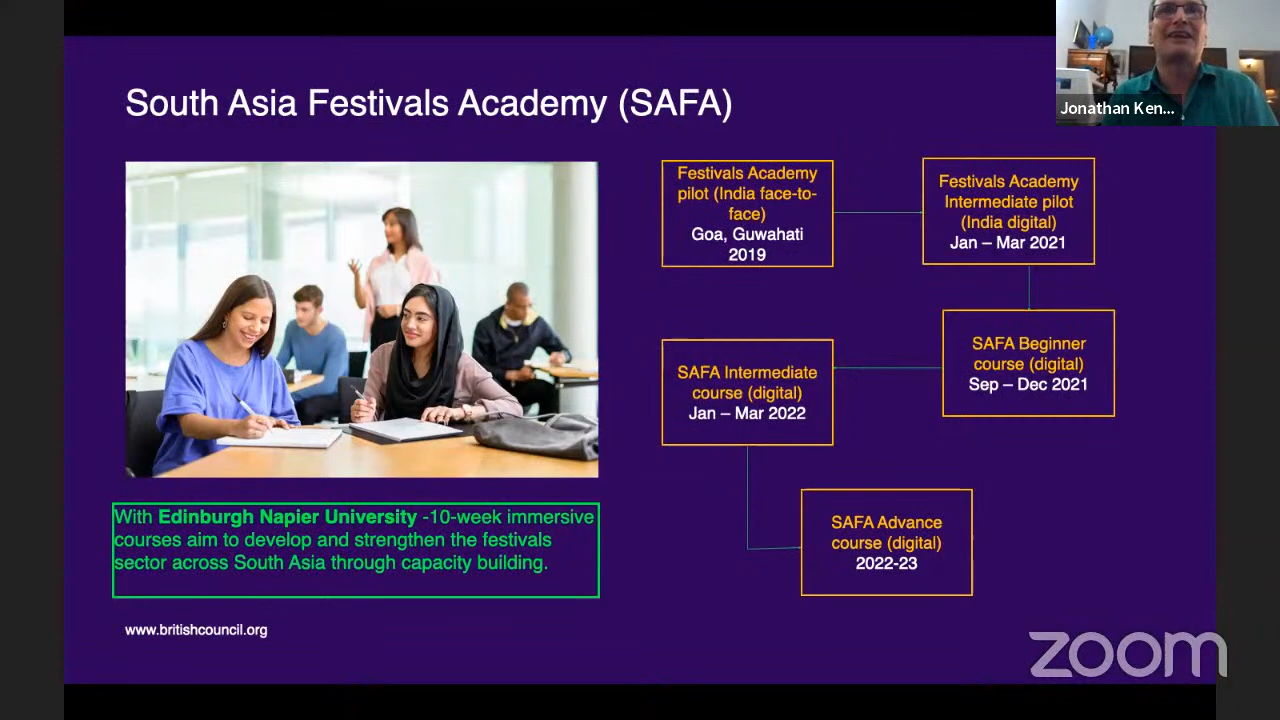 South Asia Festivals Academy (SAFA)
Jonathan Ken...
Festivals Academy
pilot (India face-to-
face)
Goa, Guwahati
2019
Festivals Academy
Intermediate pilot
(India digital)
Jan – Mar 2021
SAFA Beginner
course (digital)
Sep – Dec 2021
SAFA Intermediate
course (digital)
Jan – Mar 2022
SAFA Advance
course (digital)
2022-23
With Edinburgh Napier University -10-week immersive
courses aim to develop and strengthen the festivals
sector across South Asia through capacity building.
www.britishcouncil.org
zoom